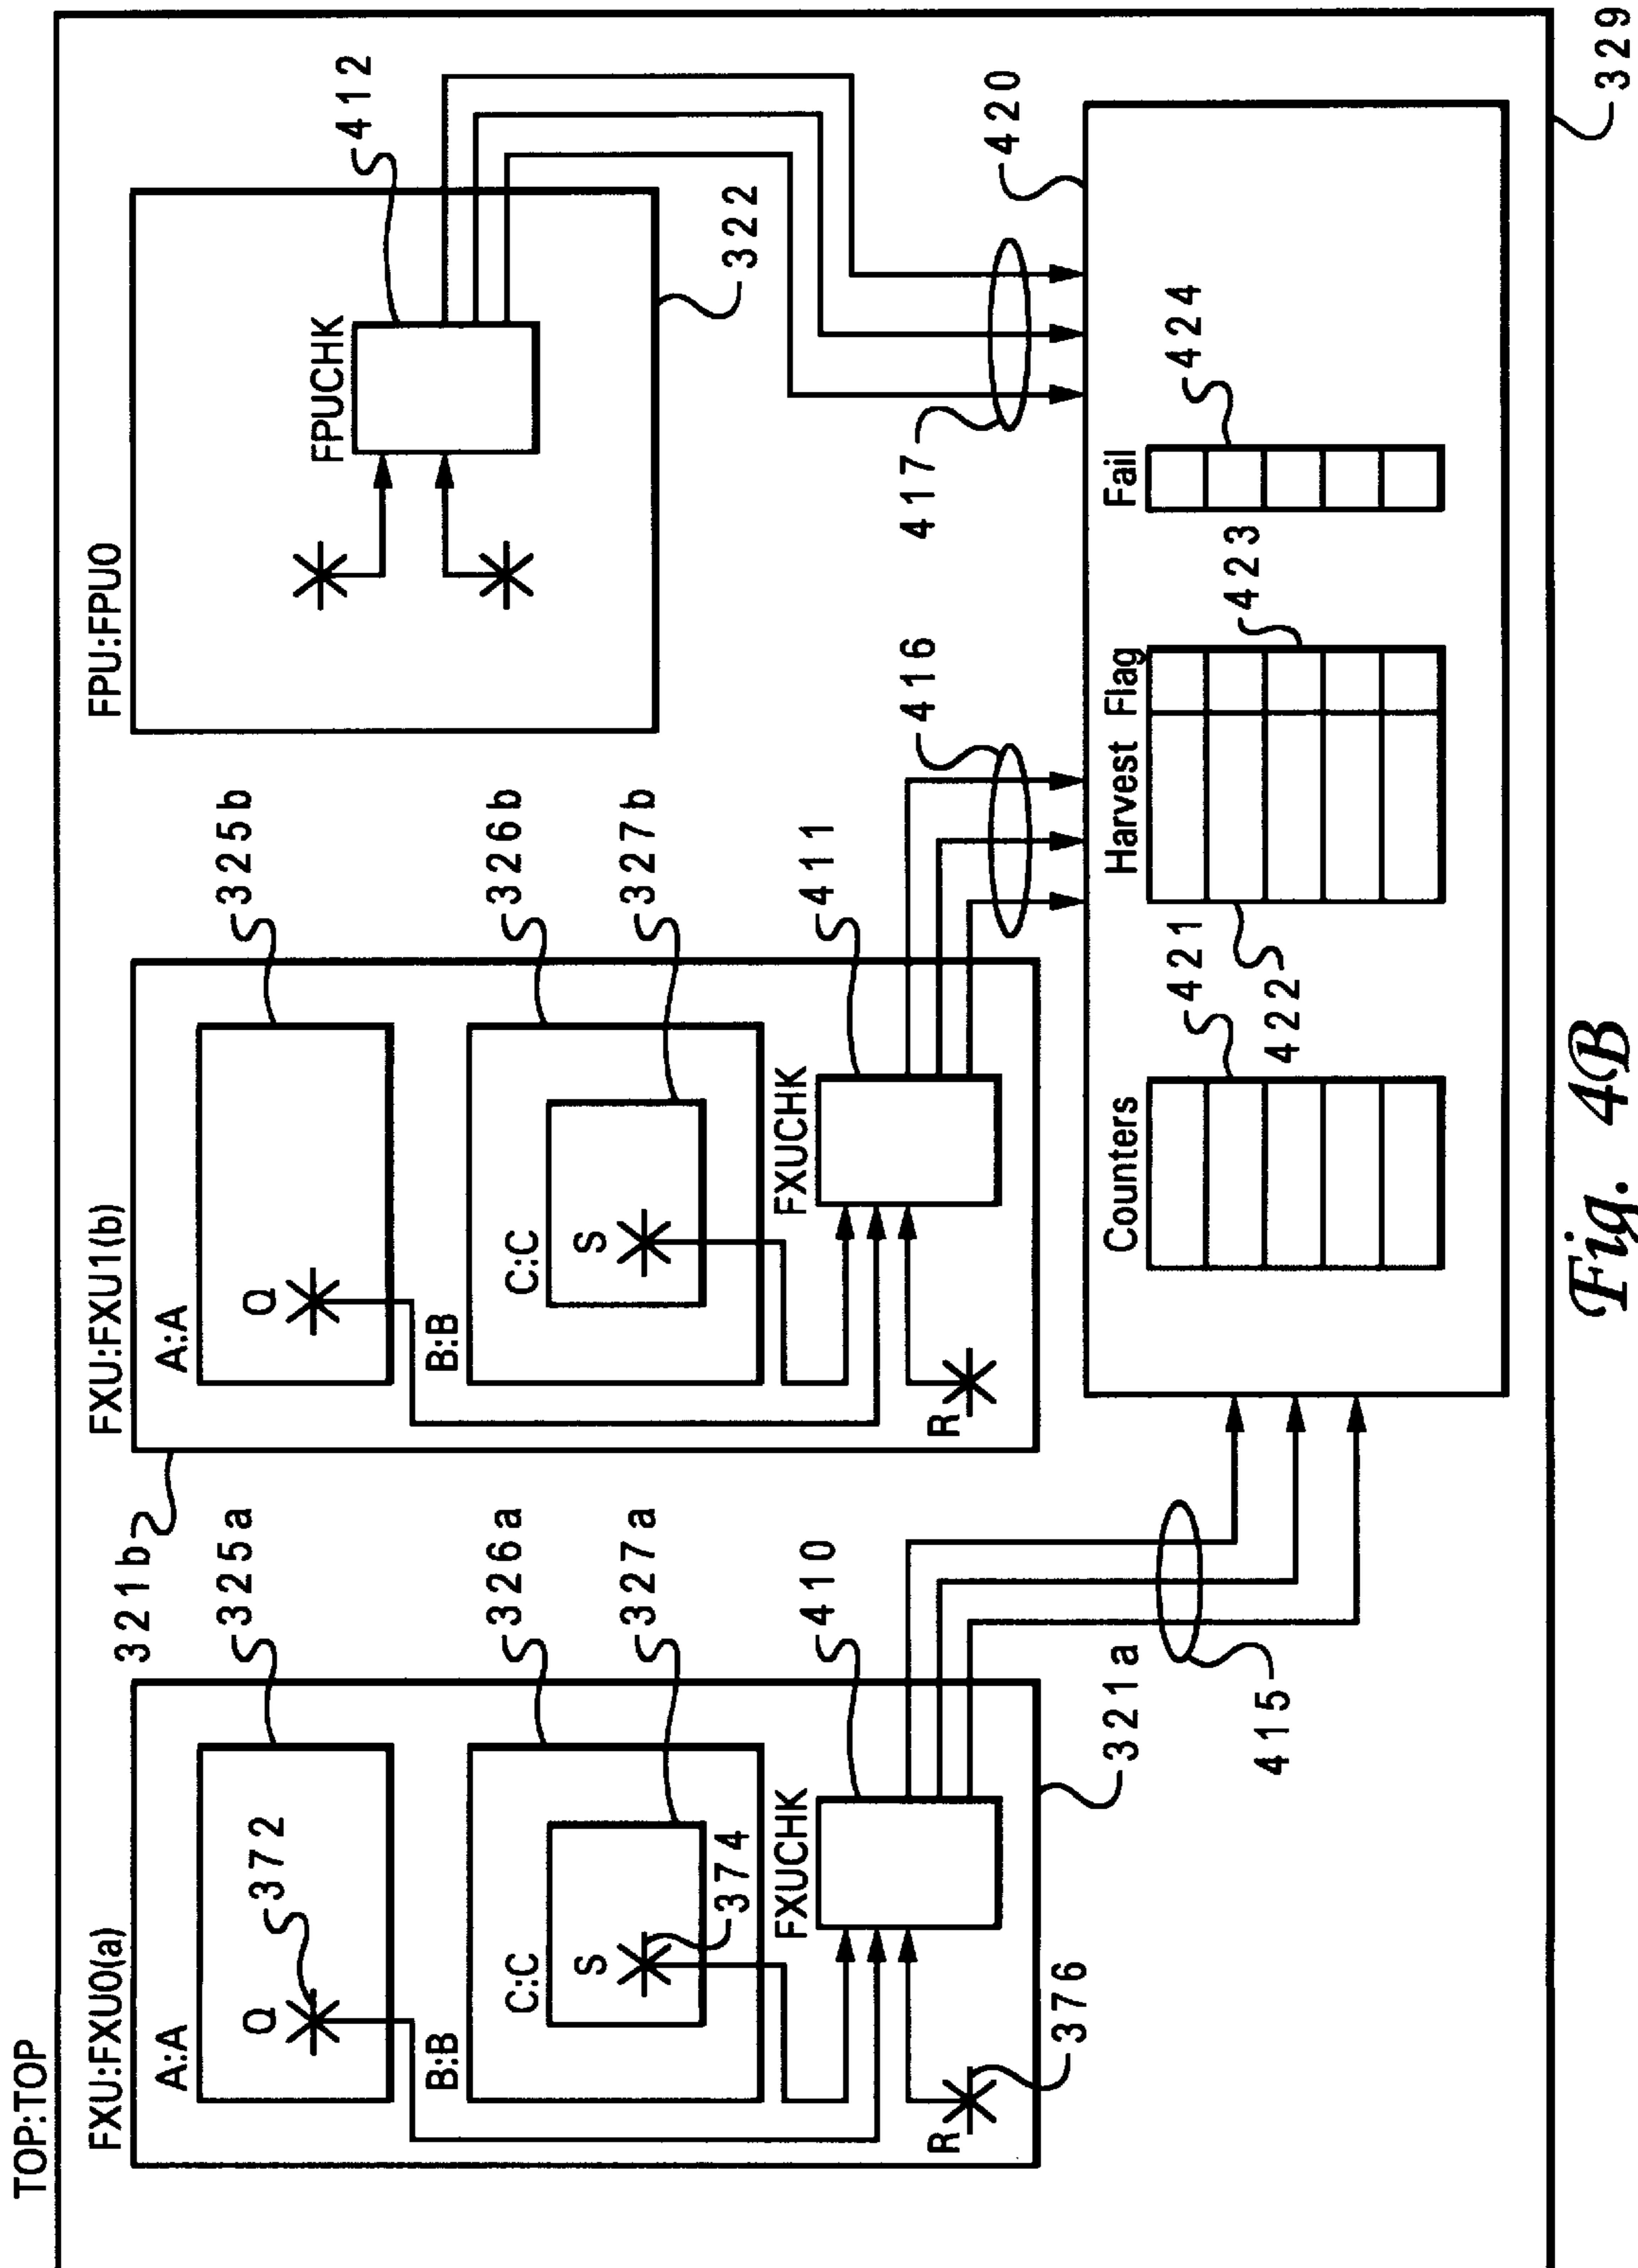 TOP:TOP
FXU:FXU0(a)
A:A
Q
372
325a
B:B
C:C
S
374
326a
327a
FXUCHK
410
R
376
321a
415
321b
FXU:FXU1(b)
A:A
Q
325b
B:B
C:C
S
326b
327b
FXUCHK
411
R
416
FPU:FPU0
FPUCHK
412
322
417
420
Counters
421
422
Harvest Flag
423
Fail
424
329
Fig. 4B